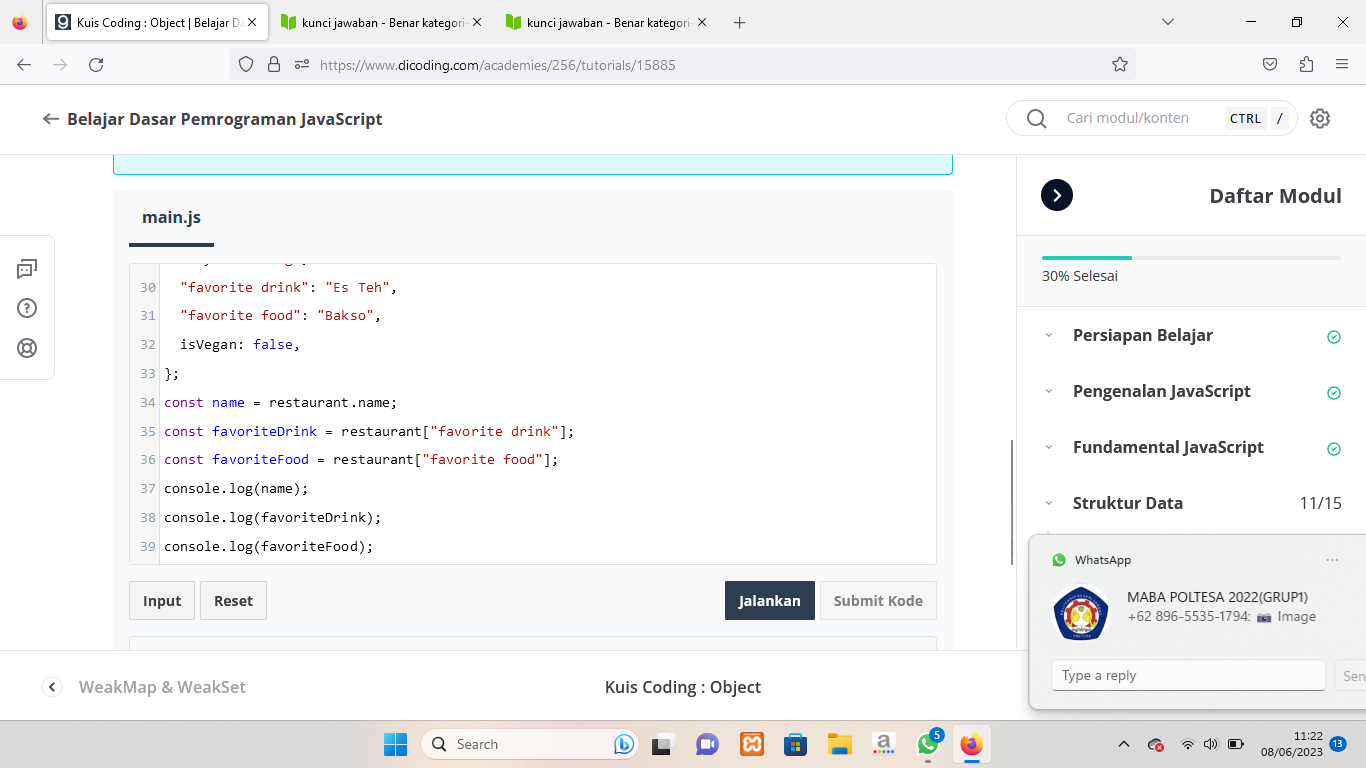 Kuis Coding : Object | Belajar Da
kunci jawaban - Benar kategori-
kunci jawaban - Benar kategori-
https://www.dicoding.com/academies/256/tutorials/15885
Belajar Dasar Pemrograman JavaScript
Cari modul/konten
CTRL /
main.js
30 "favorite drink": "Es Teh",
31 "favorite food": "Bakso",
32 isVegan: false,
33 };
34 const name = restaurant.name;
35 const favoriteDrink = restaurant["favorite drink"];
36 const favoriteFood = restaurant["favorite food"];
37 console.log(name);
38 console.log(favoriteDrink);
39 console.log(favoriteFood);
Input
Reset
Jalankan
Submit Kode
Daftar Modul
30% Selesai
Persiapan Belajar
Pengenalan JavaScript
Fundamental JavaScript
Struktur Data 11/15
WhatsApp
MABA POLTESA 2022(GRUP1)
+62 896-5535-1794: Image
Type a reply
Sen
WeakMap & WeakSet
Kuis Coding : Object
Search
5
11:22
08/06/2023
13